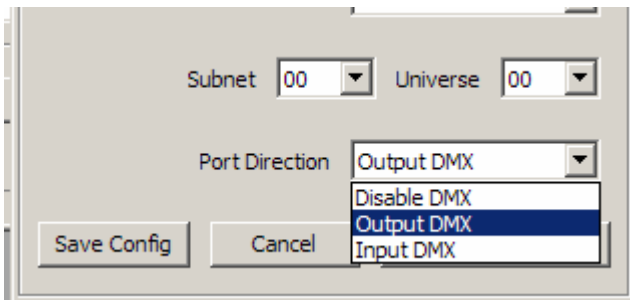 Subnet 00 Universe 00
Port Direction Output DMX
Disable DMX
Output DMX
Save Config Cancel Input DMX